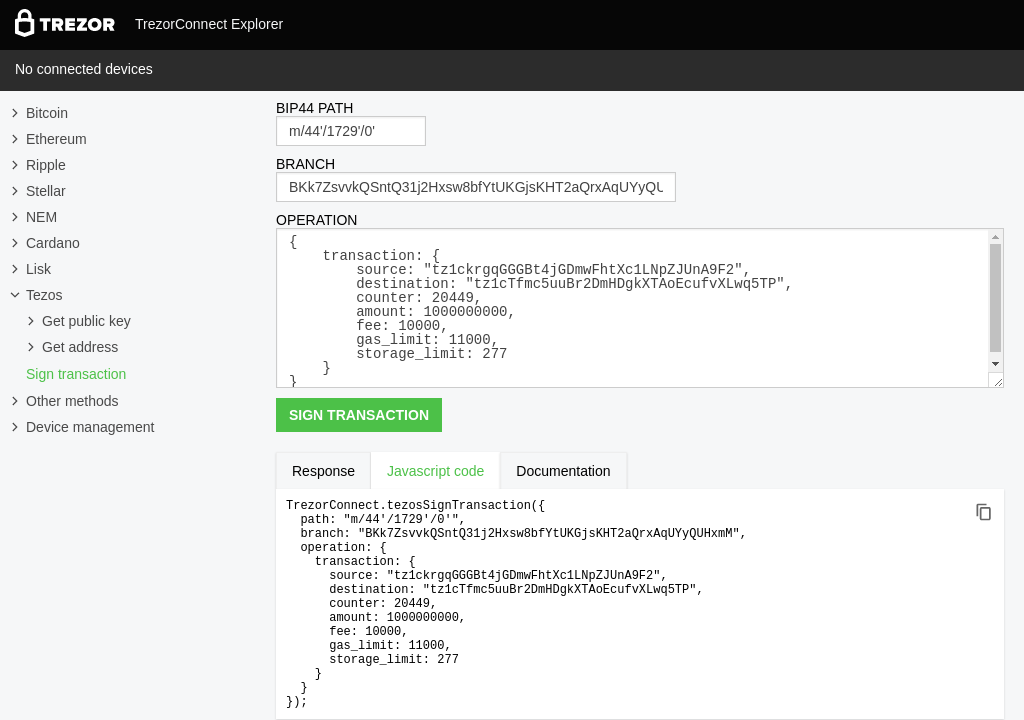 TREZOR TrezorConnect Explorer
No connected devices
Bitcoin
Ethereum
Ripple
Stellar
NEM
Cardano
Lisk
Tezos
Get public key
Get address
Sign transaction
Other methods
Device management
BIP44 PATH
m/44'/1729'/0'
BRANCH
BKk7ZsvvkQSntQ31j2Hxsw8bfYtUKGjsKHT2aQrxAqUYyQU
OPERATION
{
transaction: {
source: "tz1ckrgqGGGBt4jGDmwFhtXc1LNpZJUnA9F2",
destination: "tz1cTfmc5uuBr2DmHDgkXTAoEcufvXLwq5TP",
counter: 20449,
amount: 1000000000,
fee: 10000,
gas_limit: 11000,
storage_limit: 277
}
}
SIGN TRANSACTION
Response Javascript code Documentation
TrezorConnect.tezosSignTransaction({
path: "m/44'/1729'/0'",
branch: "BKk7ZsvvkQSntQ31j2Hxsw8bfYtUKGjsKHT2aQrxAqUYyQUHxmM",
operation: {
transaction: {
source: "tz1ckrgqGGGBt4jGDmwFhtXc1LNpZJUnA9F2",
destination: "tz1cTfmc5uuBr2DmHDgkXTAoEcufvXLwq5TP",
counter: 20449,
amount: 1000000000,
fee: 10000,
gas_limit: 11000,
storage_limit: 277
}
}
});